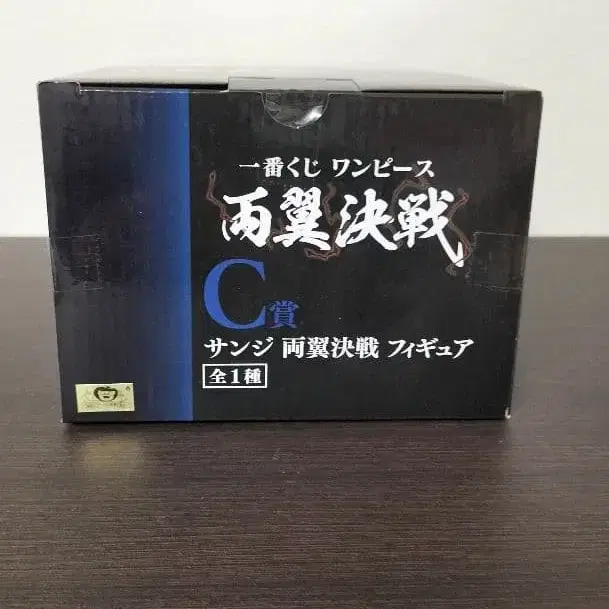 一番くじ ワンピース
両翼決戦
C賞
サンジ 両翼決戦 フィギュア
全1種